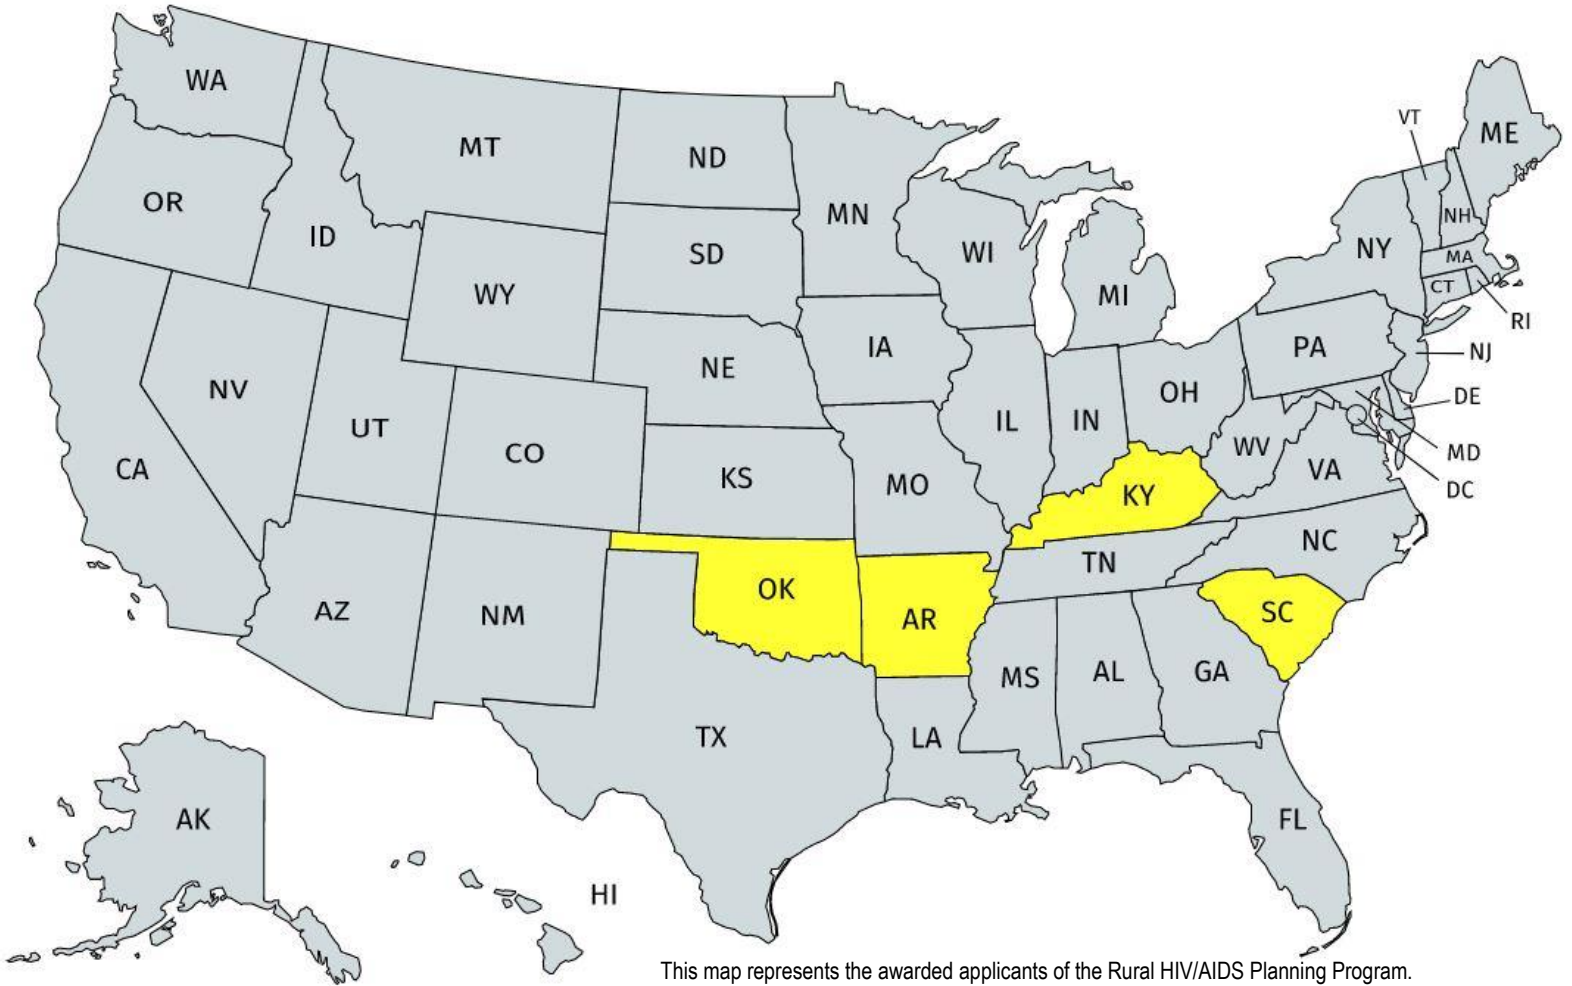 WA
MT
ND
MN
VT
ME
OR
ID
SD
WI
NH
NY
MA
WY
MI
CT
RI
IA
PA
NJ
NE
NV
OH
DE
UT
CO
IL
IN
WV
MD
CA
KS
MO
KY
VA
DC
NC
TN
OK
AZ
NM
AR
SC
MS
AL
GA
TX
LA
AK
FL
HI
This map represents the awarded applicants of the Rural HIV/AIDS Planning Program.